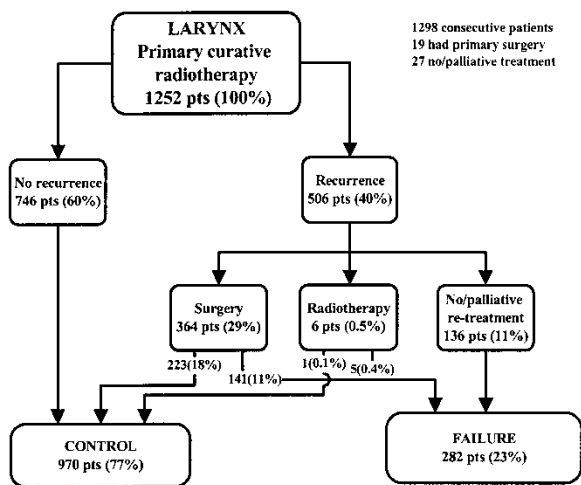 LARYNX
Primary curative
radiotherapy
1252 pts (100%)
1298 consecutive patients
19 had primary surgery
27 no/palliative treatment
No recurrence
746 pts (60%)
Recurrence
506 pts (40%)
Surgery
364 pts (29%)
Radiotherapy
6 pts (0.5%)
No/palliative
re-treatment
136 pts (11%)
223(18%)
141(11%)
1(0.1%)
5(0.4%)
CONTROL
970 pts (77%)
FAILURE
282 pts (23%)